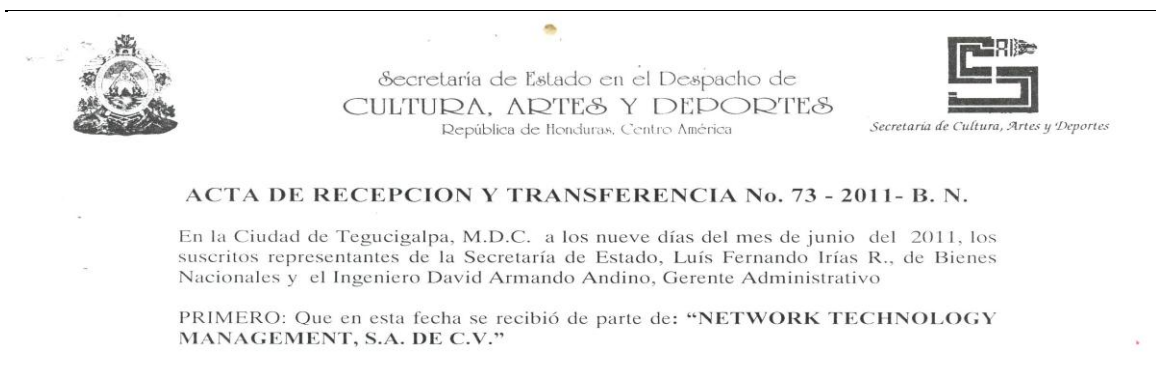 Secretaría de Estado en el Despacho de
CULTURA, ARTES Y DEPORTES
República de Honduras, Centro América
Secretaría de Cultura, Artes y Deportes
ACTA DE RECEPCION Y TRANSFERENCIA No. 73 - 2011- B. N.
En la Ciudad de Tegucigalpa, M.D.C. a los nueve días del mes de junio del 2011, los
suscritos representantes de la Secretaría de Estado, Luís Fernando Irías R., de Bienes
Nacionales y el Ingeniero David Armando Andino, Gerente Administrativo
PRIMERO: Que en esta fecha se recibió de parte de: “NETWORK TECHNOLOGY
MANAGEMENT, S.A. DE C.V.”